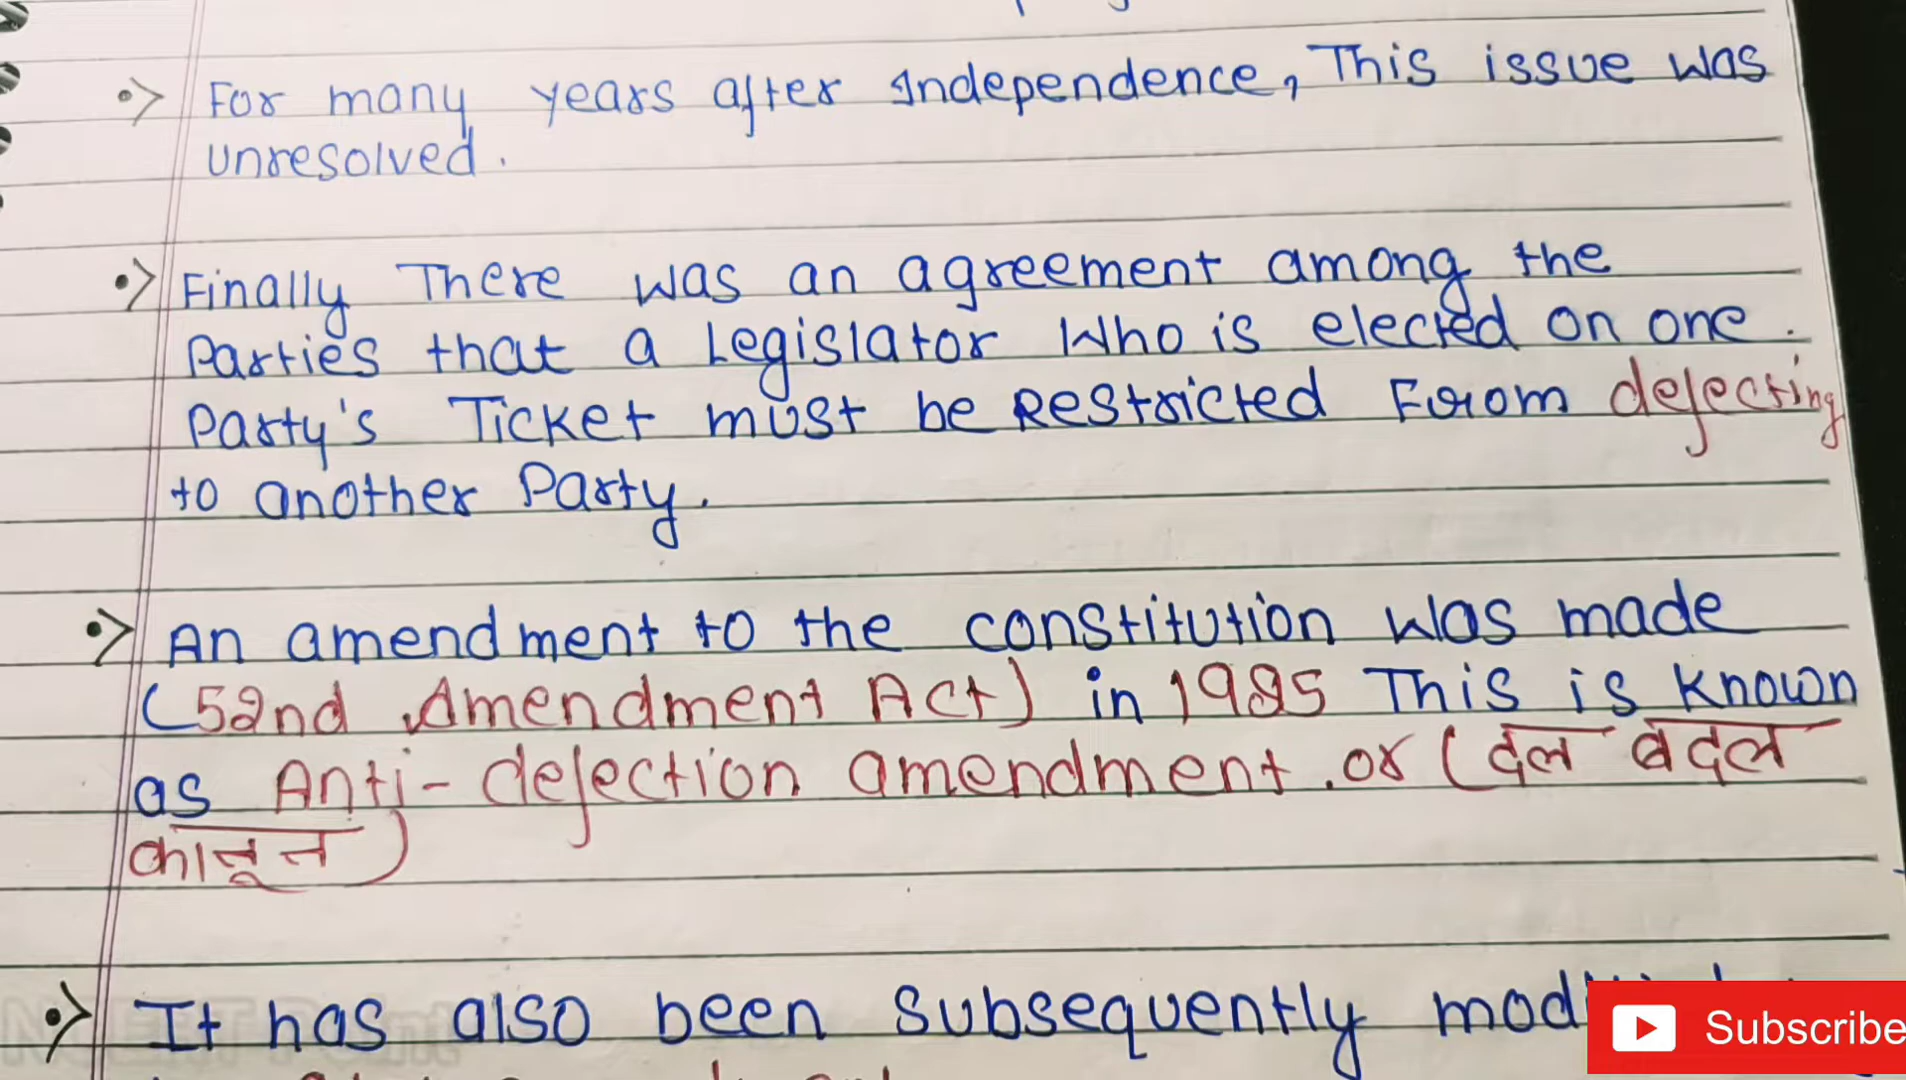 For many years after Independence, This issue was
unresolved.
Finally There was an agreement among the
Parties that a Legislator Who is elected on one
Party's Ticket must be Restricted From defecting
to another Party.
An amendment to the constitution was made
(52nd Amendment Act) in 1985 This is Known
as Anti-defection amendment. or (दल बदल
कानून)
It has also been subsequently
Subscribe